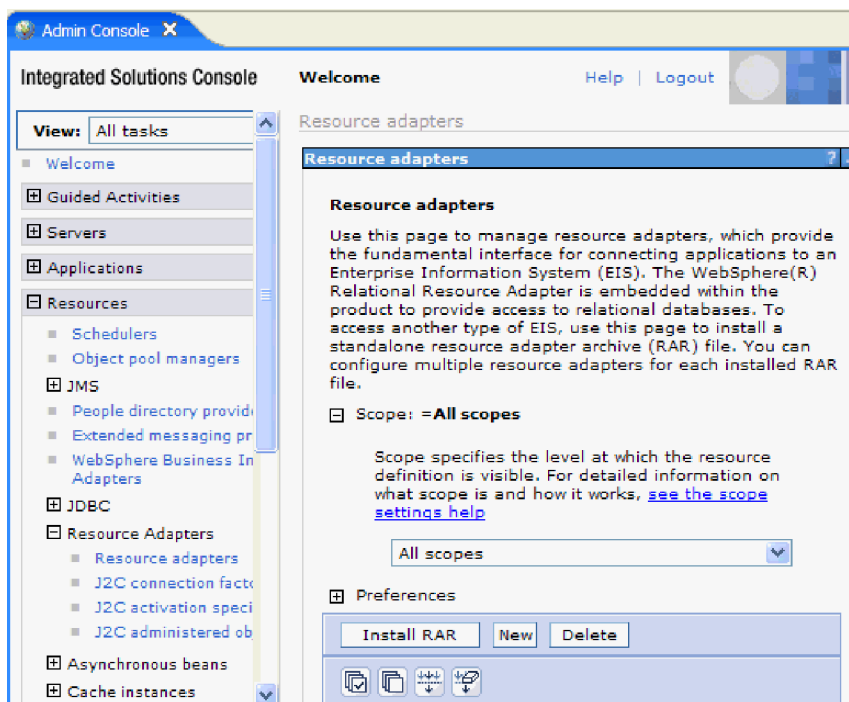 Admin Console
Integrated Solutions Console
Welcome
Help | Logout
View: All tasks
Welcome
Guided Activities
Servers
Applications
Resources
Schedulers
Object pool managers
JMS
People directory provid
Extended messaging pr
WebSphere Business In
Adapters
JDBC
Resource Adapters
Resource adapters
J2C connection facto
J2C activation speci
J2C administered ob
Asynchronous beans
Cache instances
Resource adapters
Resource adapters ?
Resource adapters
Use this page to manage resource adapters, which provide
the fundamental interface for connecting applications to an
Enterprise Information System (EIS). The WebSphere(R)
Relational Resource Adapter is embedded within the
product to provide access to relational databases. To
access another type of EIS, use this page to install a
standalone resource adapter archive (RAR) file. You can
configure multiple resource adapters for each installed RAR
file.
Scope: =All scopes
Scope specifies the level at which the resource
definition is visible. For detailed information on
what scope is and how it works, see the scope
settings help
All scopes
Preferences
Install RAR New Delete